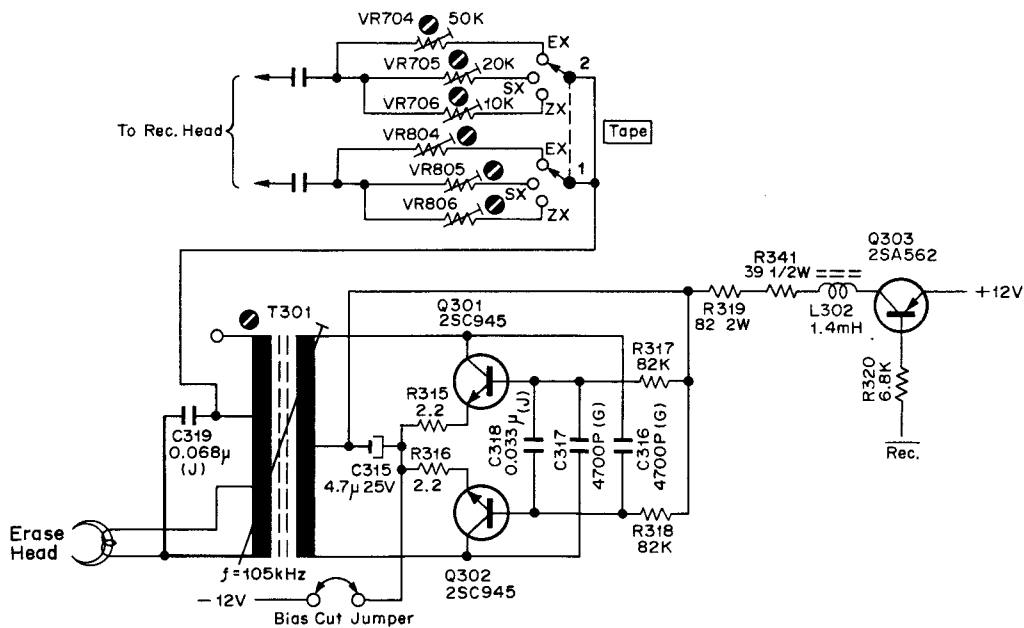 VR704 50K
EX
2
VR705 20K
SX
VR706 10K
ZX
To Rec. Head
Tape
VR804
EX
1
VR805
SX
VR806
ZX
Q303
2SA562
R341
39 1/2W
+12V
R319
82 2W
L302
1.4mH
R320
6.8K
Rec.
T301
Q301
2SC945
R317
82K
R315
2.2
C318
0.033μ (J)
C317
4700P (G)
C316
4700P (G)
C319
0.068μ
(J)
C315
4.7μ 25V
R316
2.2
R318
82K
Erase
Head
f=105kHz
Q302
2SC945
−12V
Bias Cut Jumper